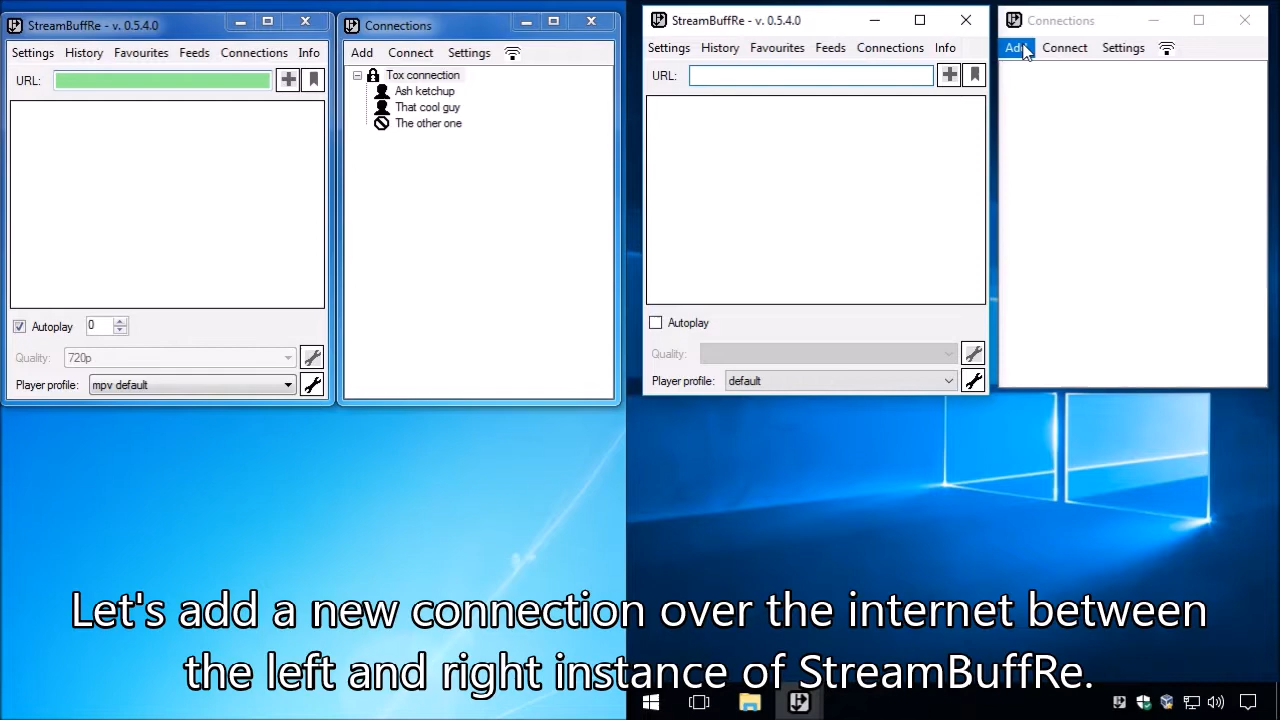 StreamBuffRe - v. 0.5.4.0
Settings History Favourites Feeds Connections Info
URL:
Autoplay 0
Quality: 720p
Player profile: mpv default
Connections
Add Connect Settings
Tox connection
Ash ketchup
That cool guy
The other one
StreamBuffRe - v. 0.5.4.0
Settings History Favourites Feeds Connections Info
URL:
Autoplay
Quality:
Player profile: default
Connections
Add Connect Settings
Let's add a new connection over the internet between
the left and right instance of StreamBuffRe.